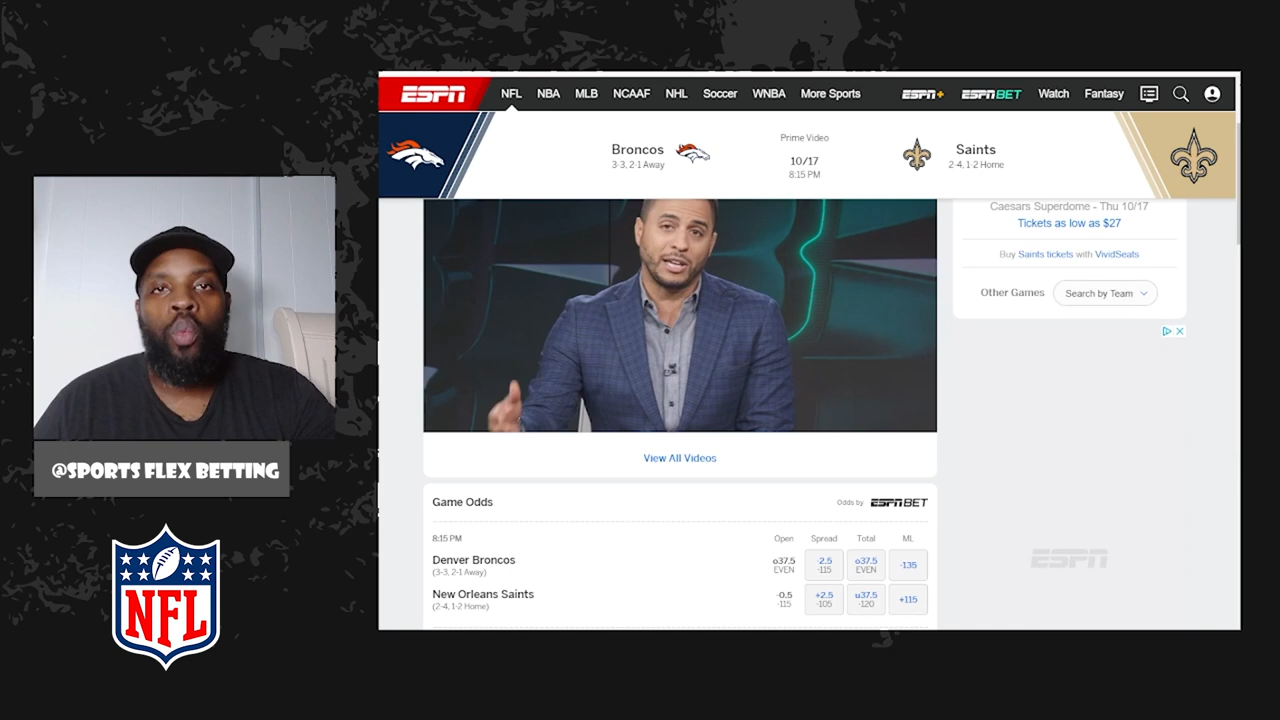 ESPN NFL NBA MLB NCAAF NHL Soccer WNBA More Sports ESPN+ ESPN BET Watch Fantasy
Broncos
3-3, 2-1 Away
Prime Video
10/17
8:15 PM
Saints
2-4, 1-2 Home
Caesars Superdome - Thu 10/17
Tickets as low as $27
Buy Saints tickets with VividSeats
Other Games Search by Team
View All Videos
Game Odds Odds by ESPN BET
8:15 PM Open Spread Total ML
Denver Broncos o37.5 -2.5 o37.5 -135
(3-3, 2-1 Away) EVEN -115 EVEN
New Orleans Saints -0.5 +2.5 u37.5 +115
(2-4, 1-2 Home) -115 -105 -120
ESPN
@SPORTS FLEX BETTING
NFL